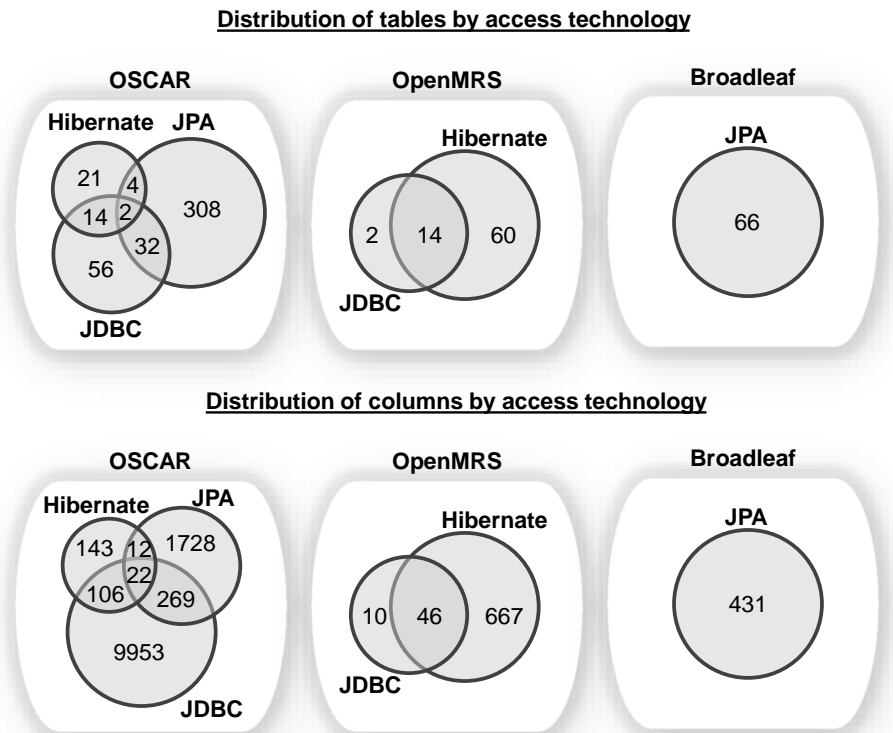 Distribution of tables by access technology
OSCAR
OpenMRS
Broadleaf
Hibernate JPA
21
4
308
14
2
32
56
JDBC
Hibernate
2
14
60
JDBC
JPA
66
Distribution of columns by access technology
OSCAR
OpenMRS
Broadleaf
Hibernate
JPA
143
12
1728
22
106
269
9953
JDBC
Hibernate
10
46
667
JDBC
JPA
431